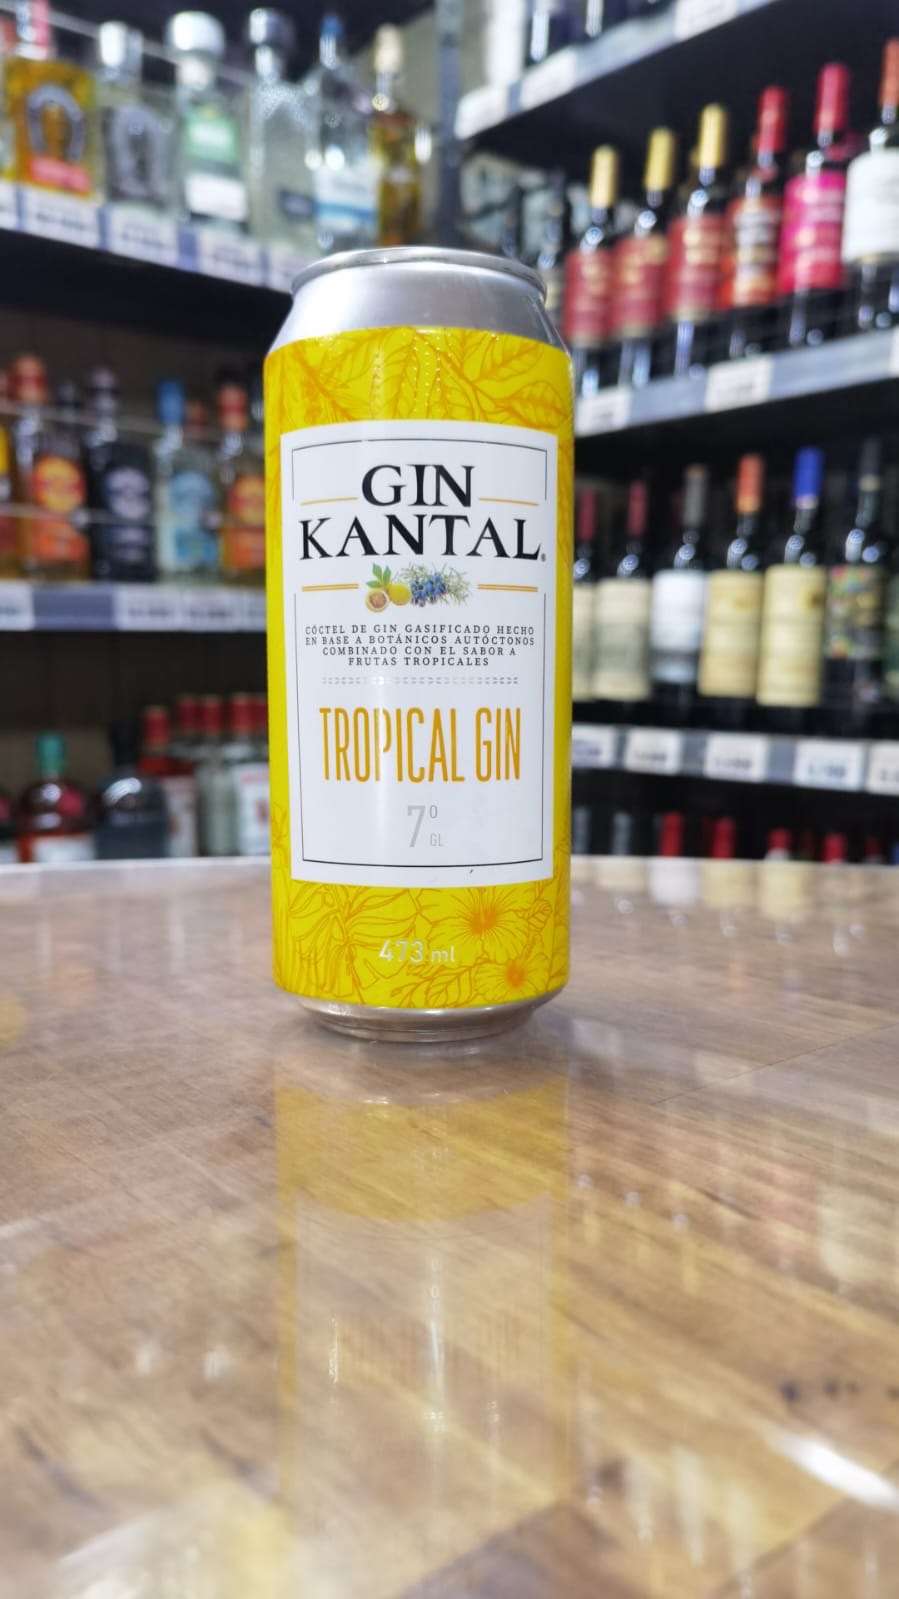 GIN
KANTAL
CÓCTEL DE GIN GASIFICADO HECHO
EN BASE A BOTÁNICOS AUTÓCTONOS
COMBINADO CON EL SABOR A
FRUTAS TROPICALES
TROPICAL GIN
7º
GL
473 ml